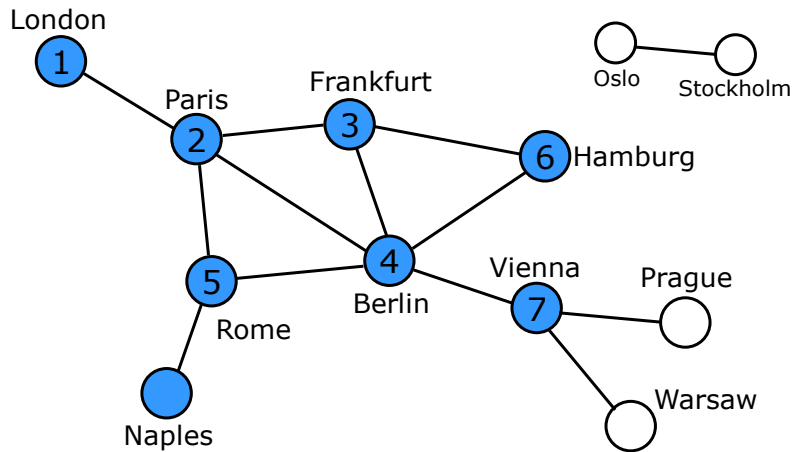 London
1
Paris
2
Frankfurt
3
Oslo
Stockholm
6
Hamburg
4
Berlin
5
Rome
Vienna
7
Prague
Warsaw
Naples